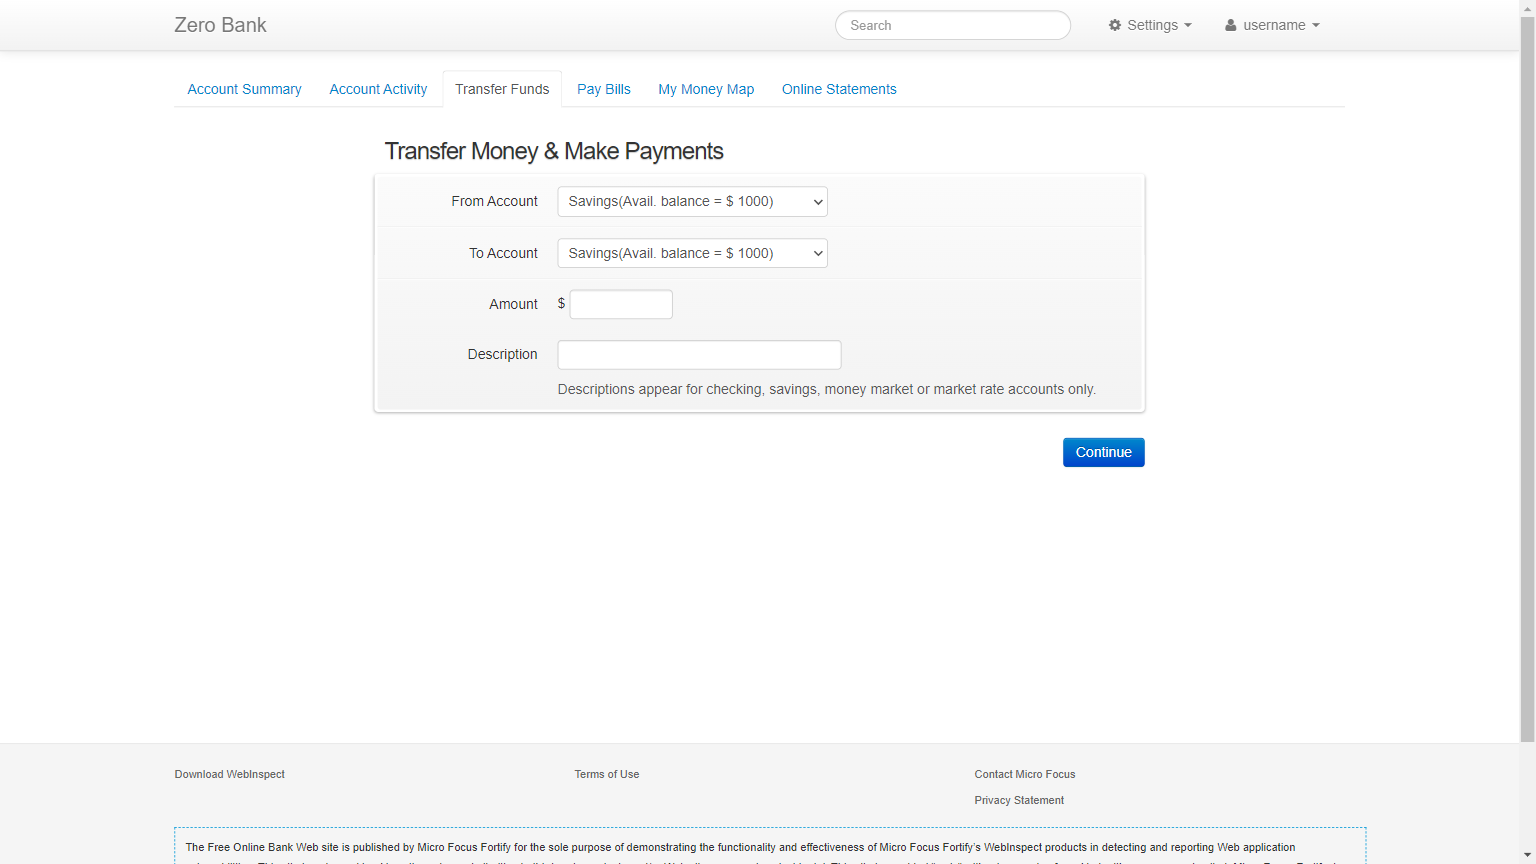 Zero Bank
Search
Settings
username
Account Summary
Account Activity
Transfer Funds
Pay Bills
My Money Map
Online Statements
Transfer Money & Make Payments
From Account
Savings(Avail. balance = $ 1000)
To Account
Savings(Avail. balance = $ 1000)
Amount
$
Description
Descriptions appear for checking, savings, money market or market rate accounts only.
Continue
Download WebInspect
Terms of Use
Contact Micro Focus
Privacy Statement
The Free Online Bank Web site is published by Micro Focus Fortify for the sole purpose of demonstrating the functionality and effectiveness of Micro Focus Fortify's WebInspect products in detecting and reporting Web application